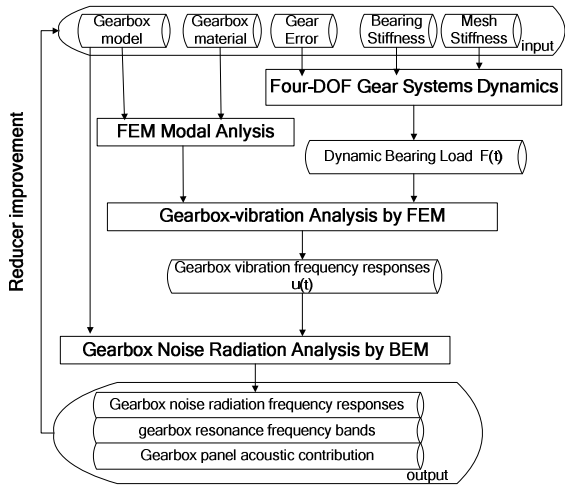 Gearbox model
Gearbox material
Gear Error
Bearing Stiffness
Mesh Stiffness
input
Four-DOF Gear Systems Dynamics
FEM Modal Anlysis
Dynamic Bearing Load F(t)
Reducer improvement
Gearbox-vibration Analysis by FEM
Gearbox vibration frequency responses
u(t)
Gearbox Noise Radiation Analysis by BEM
Gearbox noise radiation frequency responses
gearbox resonance frequency bands
Gearbox panel acoustic contribution
output